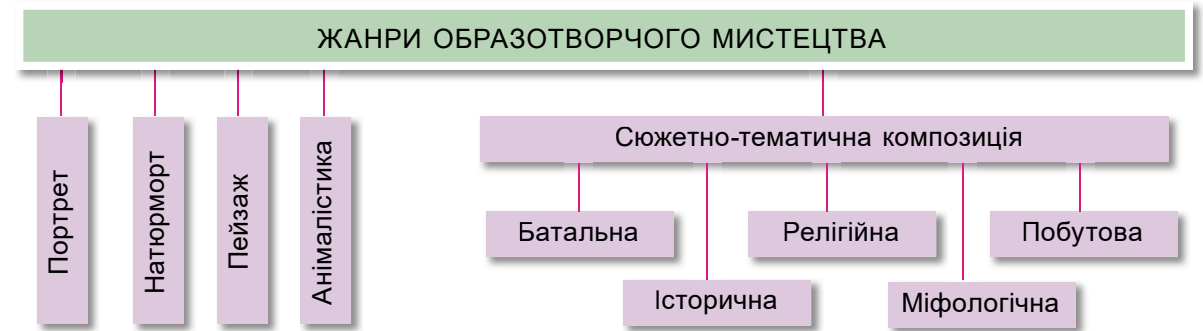 ЖАНРИ ОБРАЗОТВОРЧОГО МИСТЕЦТВА
Портрет
Натюрморт
Пейзаж
Анімалістика
Сюжетно-тематична композиція
Батальна
Історична
Релігійна
Міфологічна
Побутова